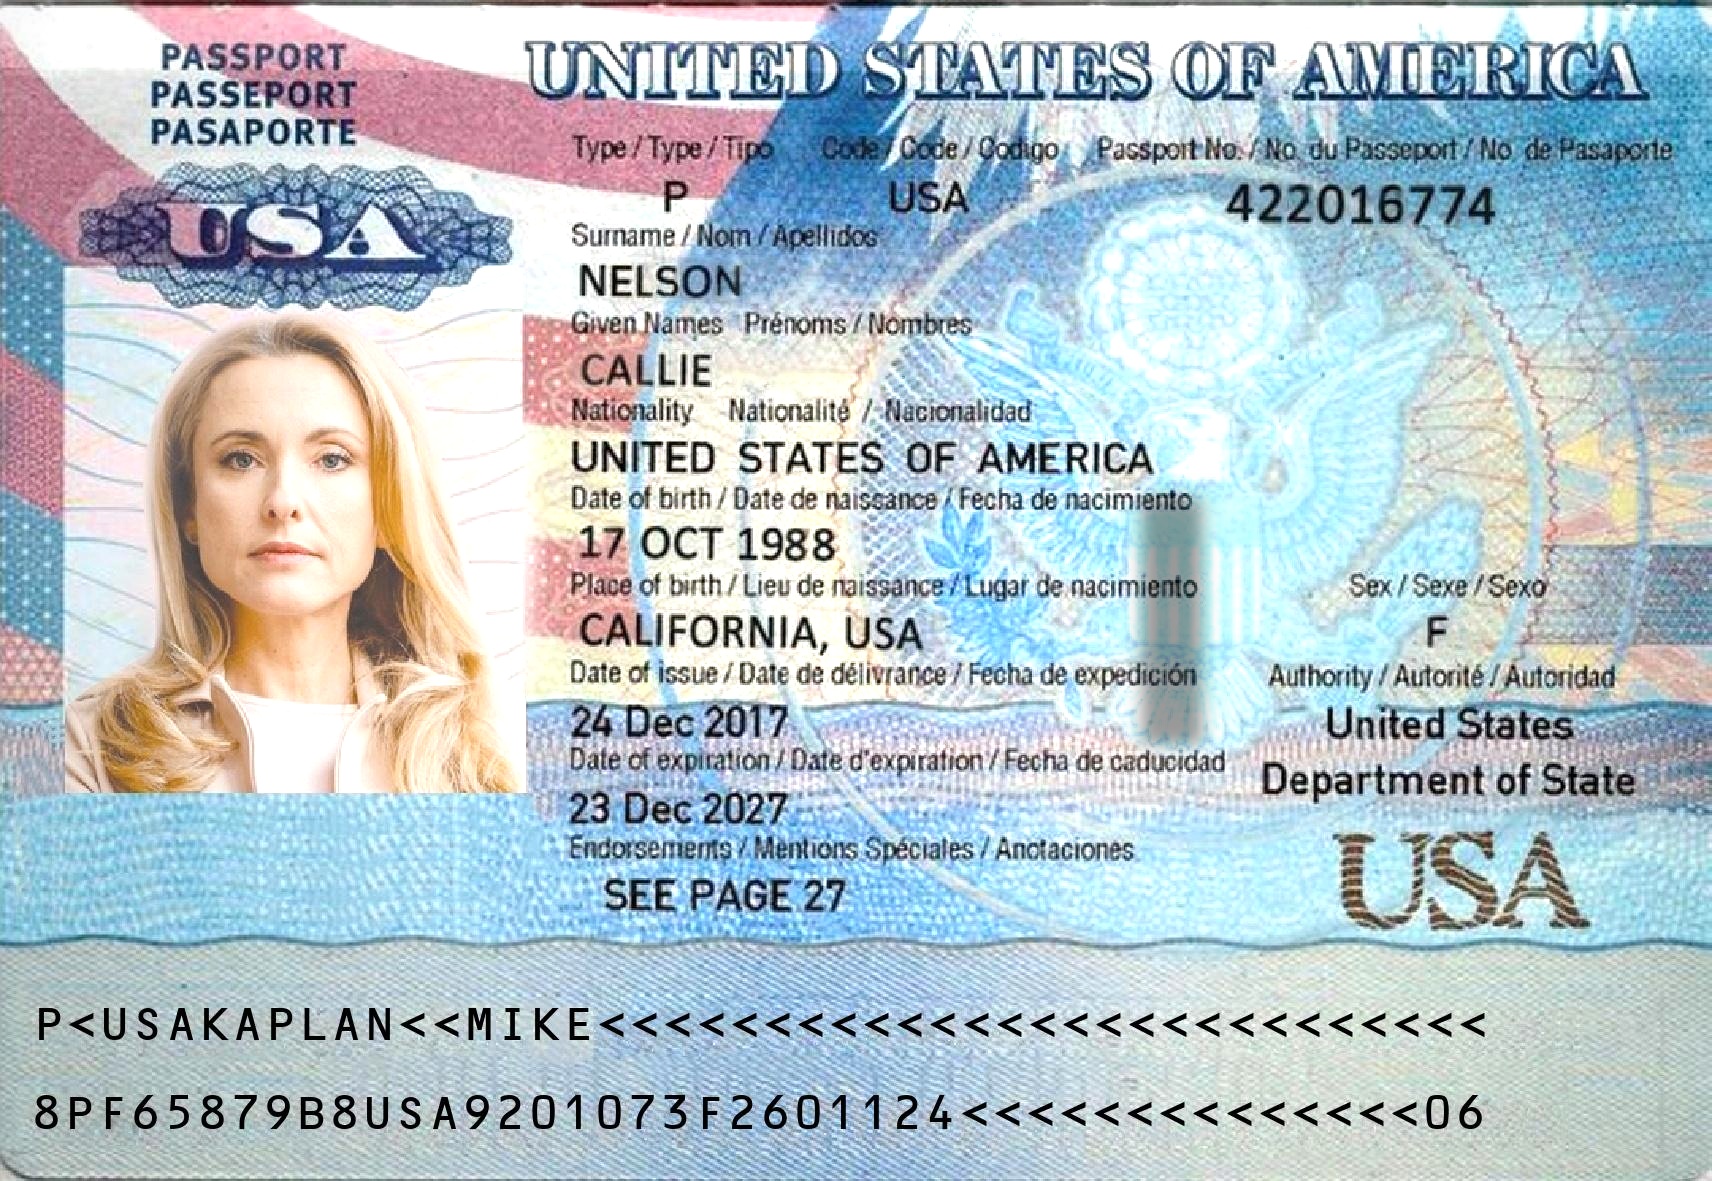 PASSPORT
PASSEPORT
PASAPORTE
USA
UNITED STATES OF AMERICA
Type / Type / Tipo Code / Code / Codigo Passport No. / No. du Passeport / No de Pasaporte
P USA 422016774
Surname / Nom / Apellidos
NELSON
Given Names Prénoms / Nombres
CALLIE
Nationality Nationalité / Nacionalidad
UNITED STATES OF AMERICA
Date of birth / Date de naissance / Fecha de nacimiento
17 OCT 1988
Place of birth / Lieu de naissance / Lugar de nacimiento Sex / Sexe / Sexo
CALIFORNIA, USA F
Date of issue / Date de délivrance / Fecha de expedición Authority / Autorité / Autoridad
24 Dec 2017 United States
Date of expiration / Date d'expiration / Fecha de caducidad
Department of State
23 Dec 2027
Endorsements / Mentions Spéciales / Anotaciones
USA
SEE PAGE 27
P<USAKAPLAN<<MIKE<<<<<<<<<<<<<<<<<<<<<<<<<<<
8PF65879B8USA9201073F2601124<<<<<<<<<<<<<<06